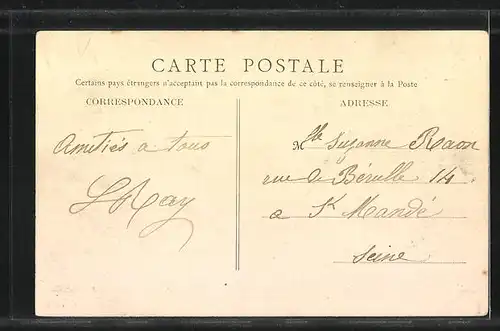 CARTE POSTALE
Certains pays étrangers n'acceptant pas la correspondance de ce côté, se renseigner à la Poste
CORRESPONDANCE
ADRESSE
Amitiés a tous
Mlle Suzanne Raon
rue de Bérulle 14
a St Mandé
Seine